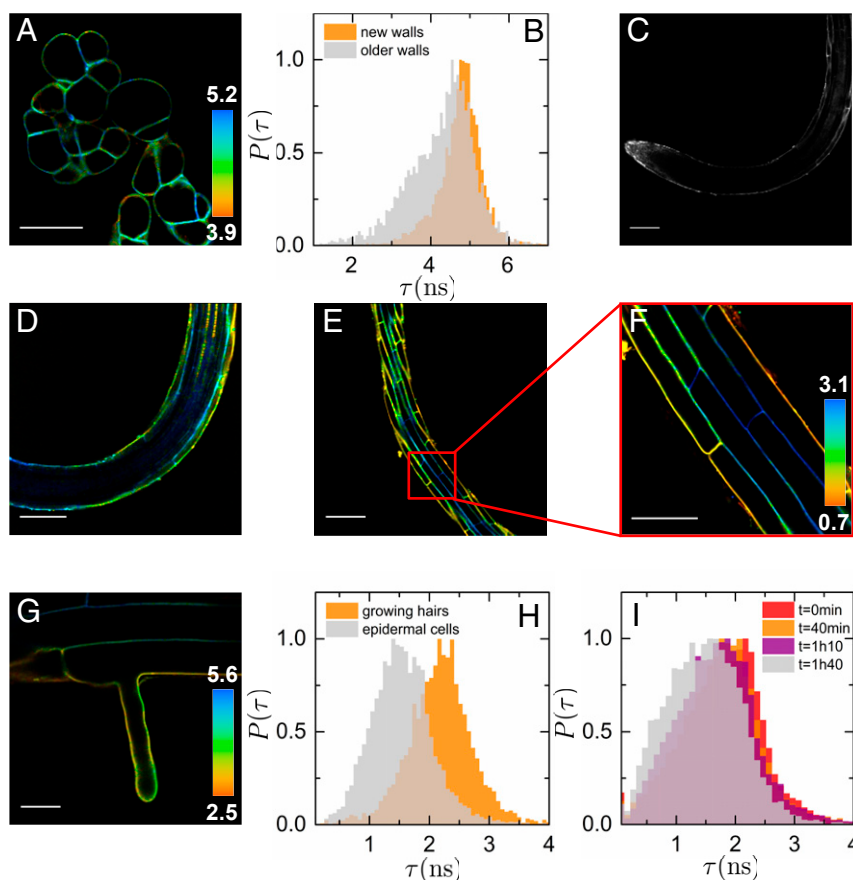 A
5.2
3.9
B
new walls
older walls
1.0
0.5
0.0
P(τ)
2 4 6
τ(ns)
C
D
E
F
3.1
0.7
G
5.6
2.5
H
growing hairs
epidermal cells
1.0
0.5
0.0
P(τ)
1 2 3 4
τ(ns)
I
t=0min
t=40min
t=1h10
t=1h40
1.0
0.5
0.0
P(τ)
1 2 3 4
τ(ns)